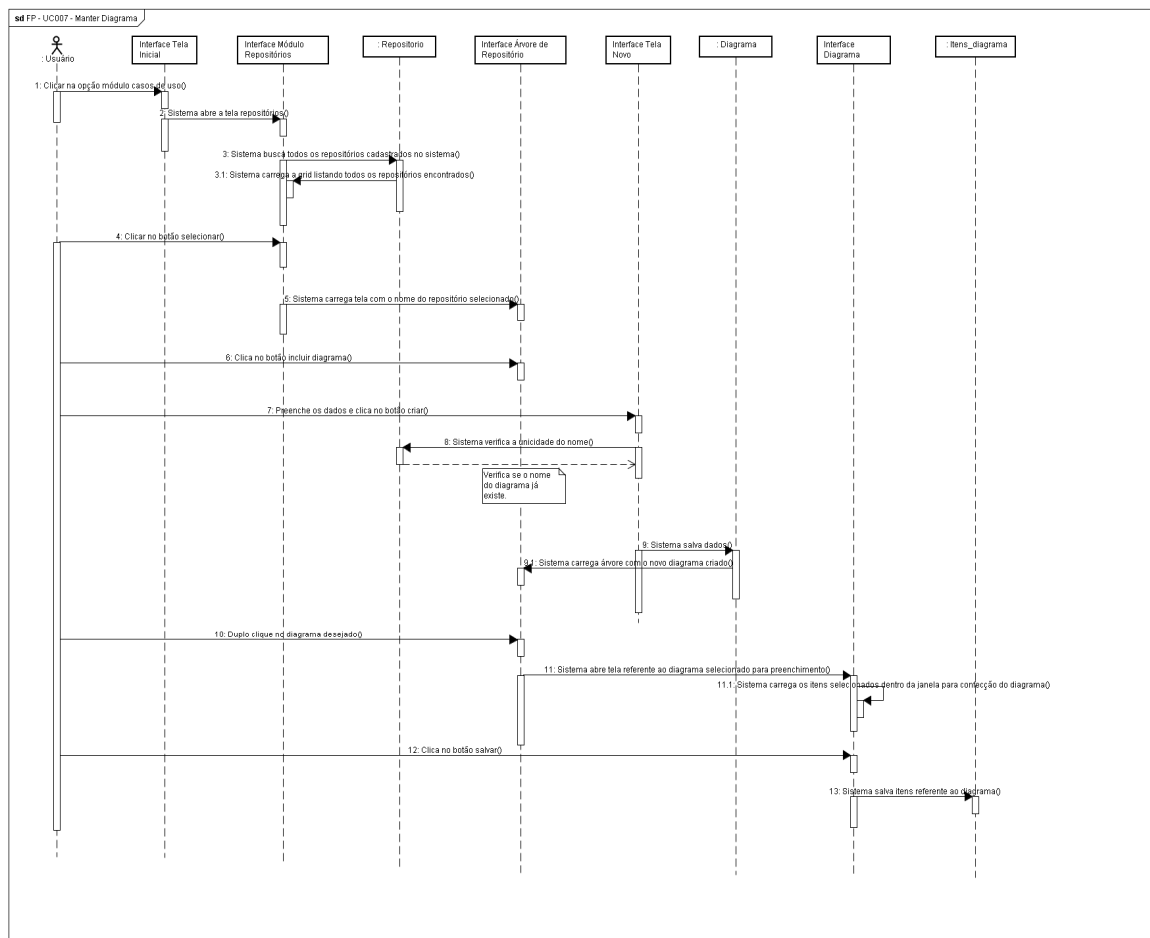 sd FP - UC007 - Manter Diagrama
: Usuário
Interface Tela
Inicial
Interface Módulo
Repositórios
: Repositorio
Interface Árvore de
Repositório
Interface Tela
Novo
: Diagrama
Interface
Diagrama
: Itens_diagrama
1: Clicar na opção módulo casos de uso()
2: Sistema abre a tela repositórios()
3: Sistema busca todos os repositórios cadastrados no sistema()
3.1: Sistema carrega a grid listando todos os repositórios encontrados()
4: Clicar no botão selecionar()
5: Sistema carrega tela com o nome do repositório selecionado()
6: Clica no botão incluir diagrama()
7: Preenche os dados e clica no botão criar()
8: Sistema verifica a unicidade do nome()
Verifica se o nome
do diagrama já
existe.
9: Sistema salva dados()
9.1: Sistema carrega árvore com o novo diagrama criado()
10: Duplo clique no diagrama desejado()
11: Sistema abre tela referente ao diagrama selecionado para preenchimento()
11.1: Sistema carrega os itens selecionados dentro da janela para confecção do diagrama()
12: Clica no botão salvar()
13: Sistema salva itens referente ao diagrama()